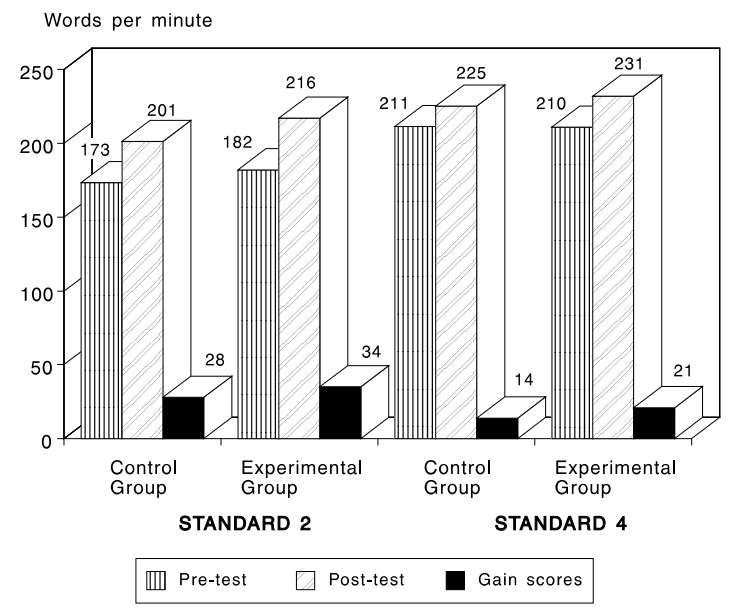 Words per minute
250
200
150
100
50
0
173
201
28
182
216
34
211
225
14
210
231
21
Control Group
Experimental Group
Control Group
Experimental Group
STANDARD 2
STANDARD 4
Pre-test
Post-test
Gain scores